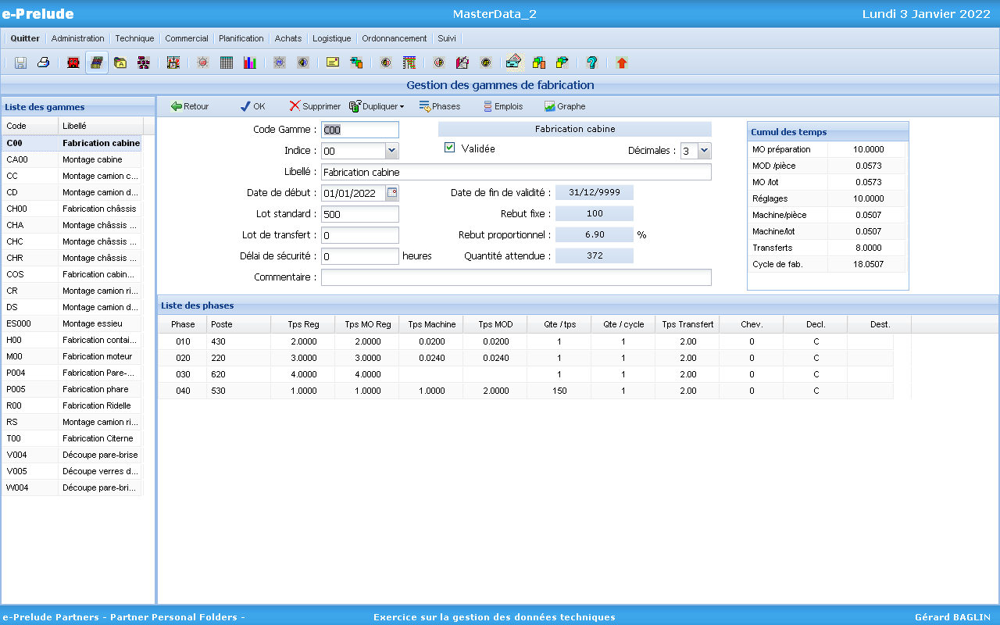 e-Prelude MasterData_2 Lundi 3 Janvier 2022
Quitter Administration Technique Commercial Planification Achats Logistique Ordonnancement Suivi
Gestion des gammes de fabrication
Liste des gammes
Code Libellé
C00 Fabrication cabine
CA00 Montage cabine
CC Montage camion c...
CD Montage camion d...
CH00 Fabrication châssis
CHA Montage châssis ...
CHC Montage châssis ...
CHR Montage châssis ...
COS Fabrication cabin...
CR Montage camion ri...
DS Montage camion d...
ES000 Montage essieu
H00 Fabrication contai...
M00 Fabrication moteur
P004 Fabrication Pare-...
P005 Fabrication phare
R00 Fabrication Ridelle
RS Montage camion ri...
T00 Fabrication Citerne
V004 Découpe pare-brise
V005 Découpe verres d...
W004 Découpe pare-bri...
Retour OK Supprimer Dupliquer Phases Emplois Graphe
Code Gamme : C00 Fabrication cabine
Indice : 00 Validée Décimales : 3
Libellé : Fabrication cabine
Date de début : 01/01/2022 Date de fin de validité : 31/12/9999
Lot standard : 500 Rebut fixe : 100
Lot de transfert : 0 Rebut proportionnel : 6.90 %
Délai de sécurité : 0 heures Quantité attendue : 372
Commentaire :
Cumul des temps
MO préparation 10.0000
MOD /pièce 0.0573
MO /lot 0.0573
Réglages 10.0000
Machine/pièce 0.0507
Machine/lot 0.0507
Transferts 8.0000
Cycle de fab. 18.0507
Liste des phases
Phase Poste Tps Reg Tps MO Reg Tps Machine Tps MOD Qte / tps Qte / cycle Tps Transfert Chev. Decl. Dest.
010 430 2.0000 2.0000 0.0200 0.0200 1 1 2.00 0 C
020 220 3.0000 3.0000 0.0240 0.0240 1 1 2.00 0 C
030 620 4.0000 4.0000 1 1 2.00 0 C
040 530 1.0000 1.0000 1.0000 2.0000 150 1 2.00 0 C
e-Prelude Partners - Partner Personal Folders - Exercice sur la gestion des données techniques Gérard BAGLIN